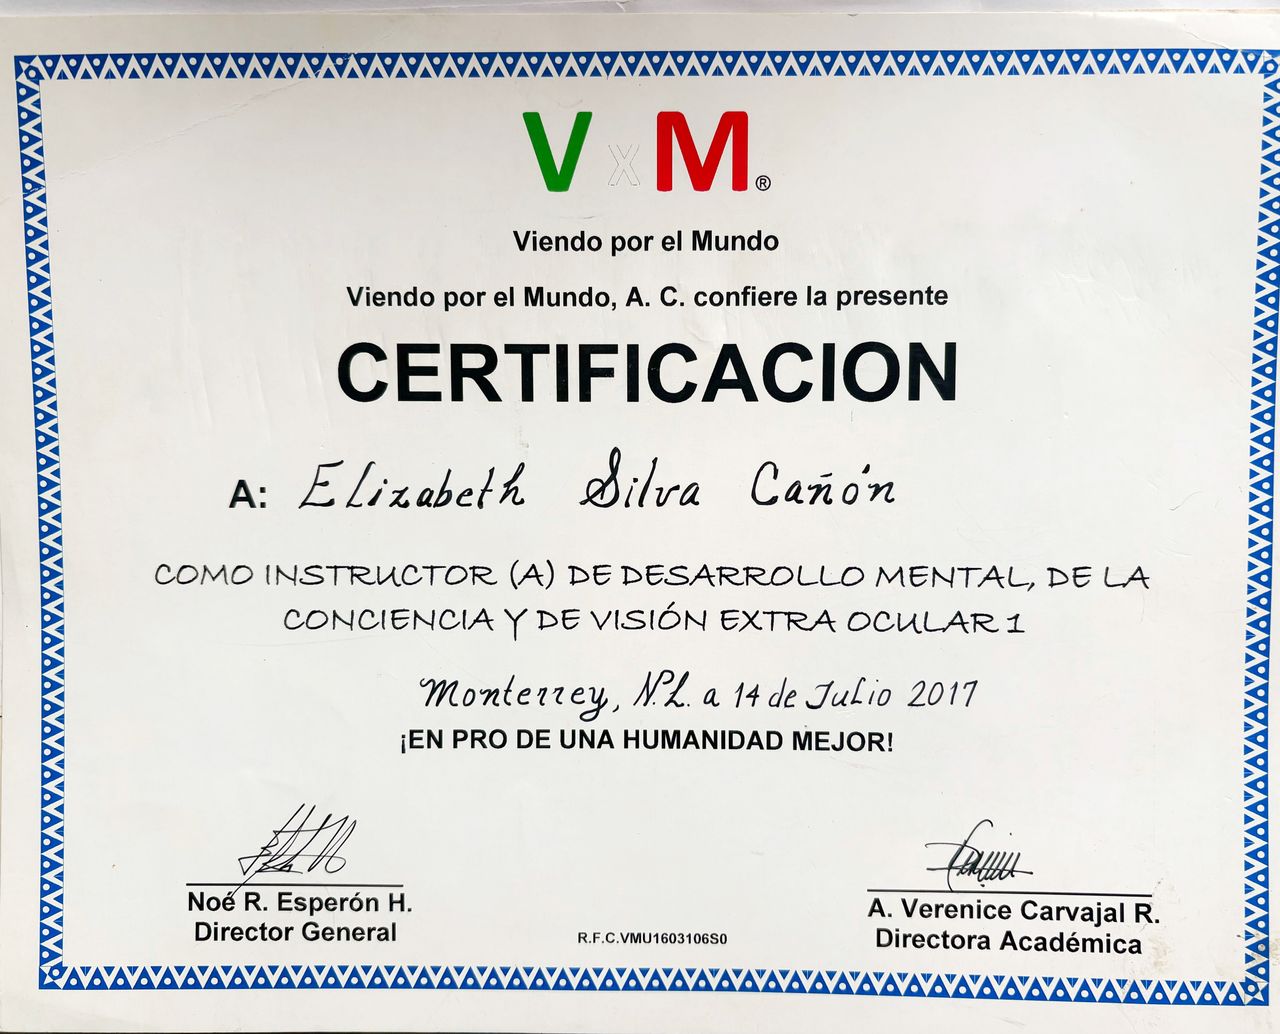 V x M®
Viendo por el Mundo
Viendo por el Mundo, A. C. confiere la presente
CERTIFICACION
A: Elizabeth Silva Cañón
COMO INSTRUCTOR (A) DE DESARROLLO MENTAL, DE LA
CONCIENCIA Y DE VISIÓN EXTRA OCULAR 1
Monterrey, N.L. a 14 de Julio 2017
¡EN PRO DE UNA HUMANIDAD MEJOR!
Noé R. Esperón H.
Director General
R.F.C.VMU1603106S0
A. Verenice Carvajal R.
Directora Académica